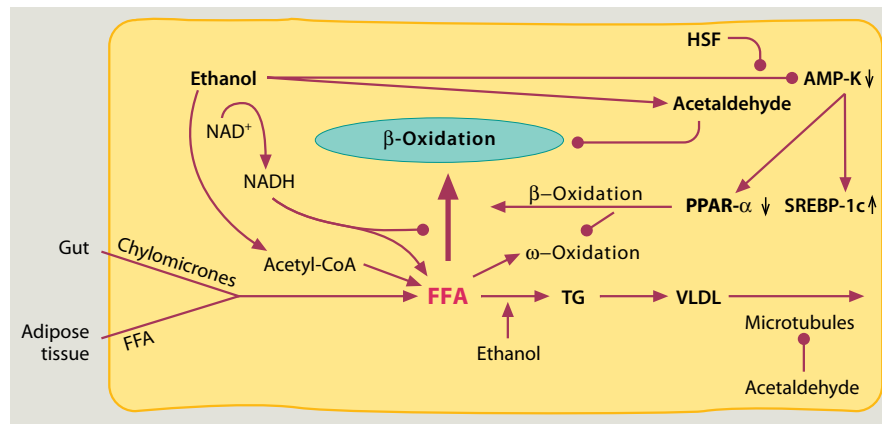 HSF
Ethanol
AMP-K ↓
Acetaldehyde
NAD⁺
β-Oxidation
NADH
β–Oxidation
PPAR-α ↓ SREBP-1c ↑
Gut
Chylomicrones
Acetyl-CoA
ω–Oxidation
FFA
TG
VLDL
Adipose
tissue
FFA
Ethanol
Microtubules
Acetaldehyde